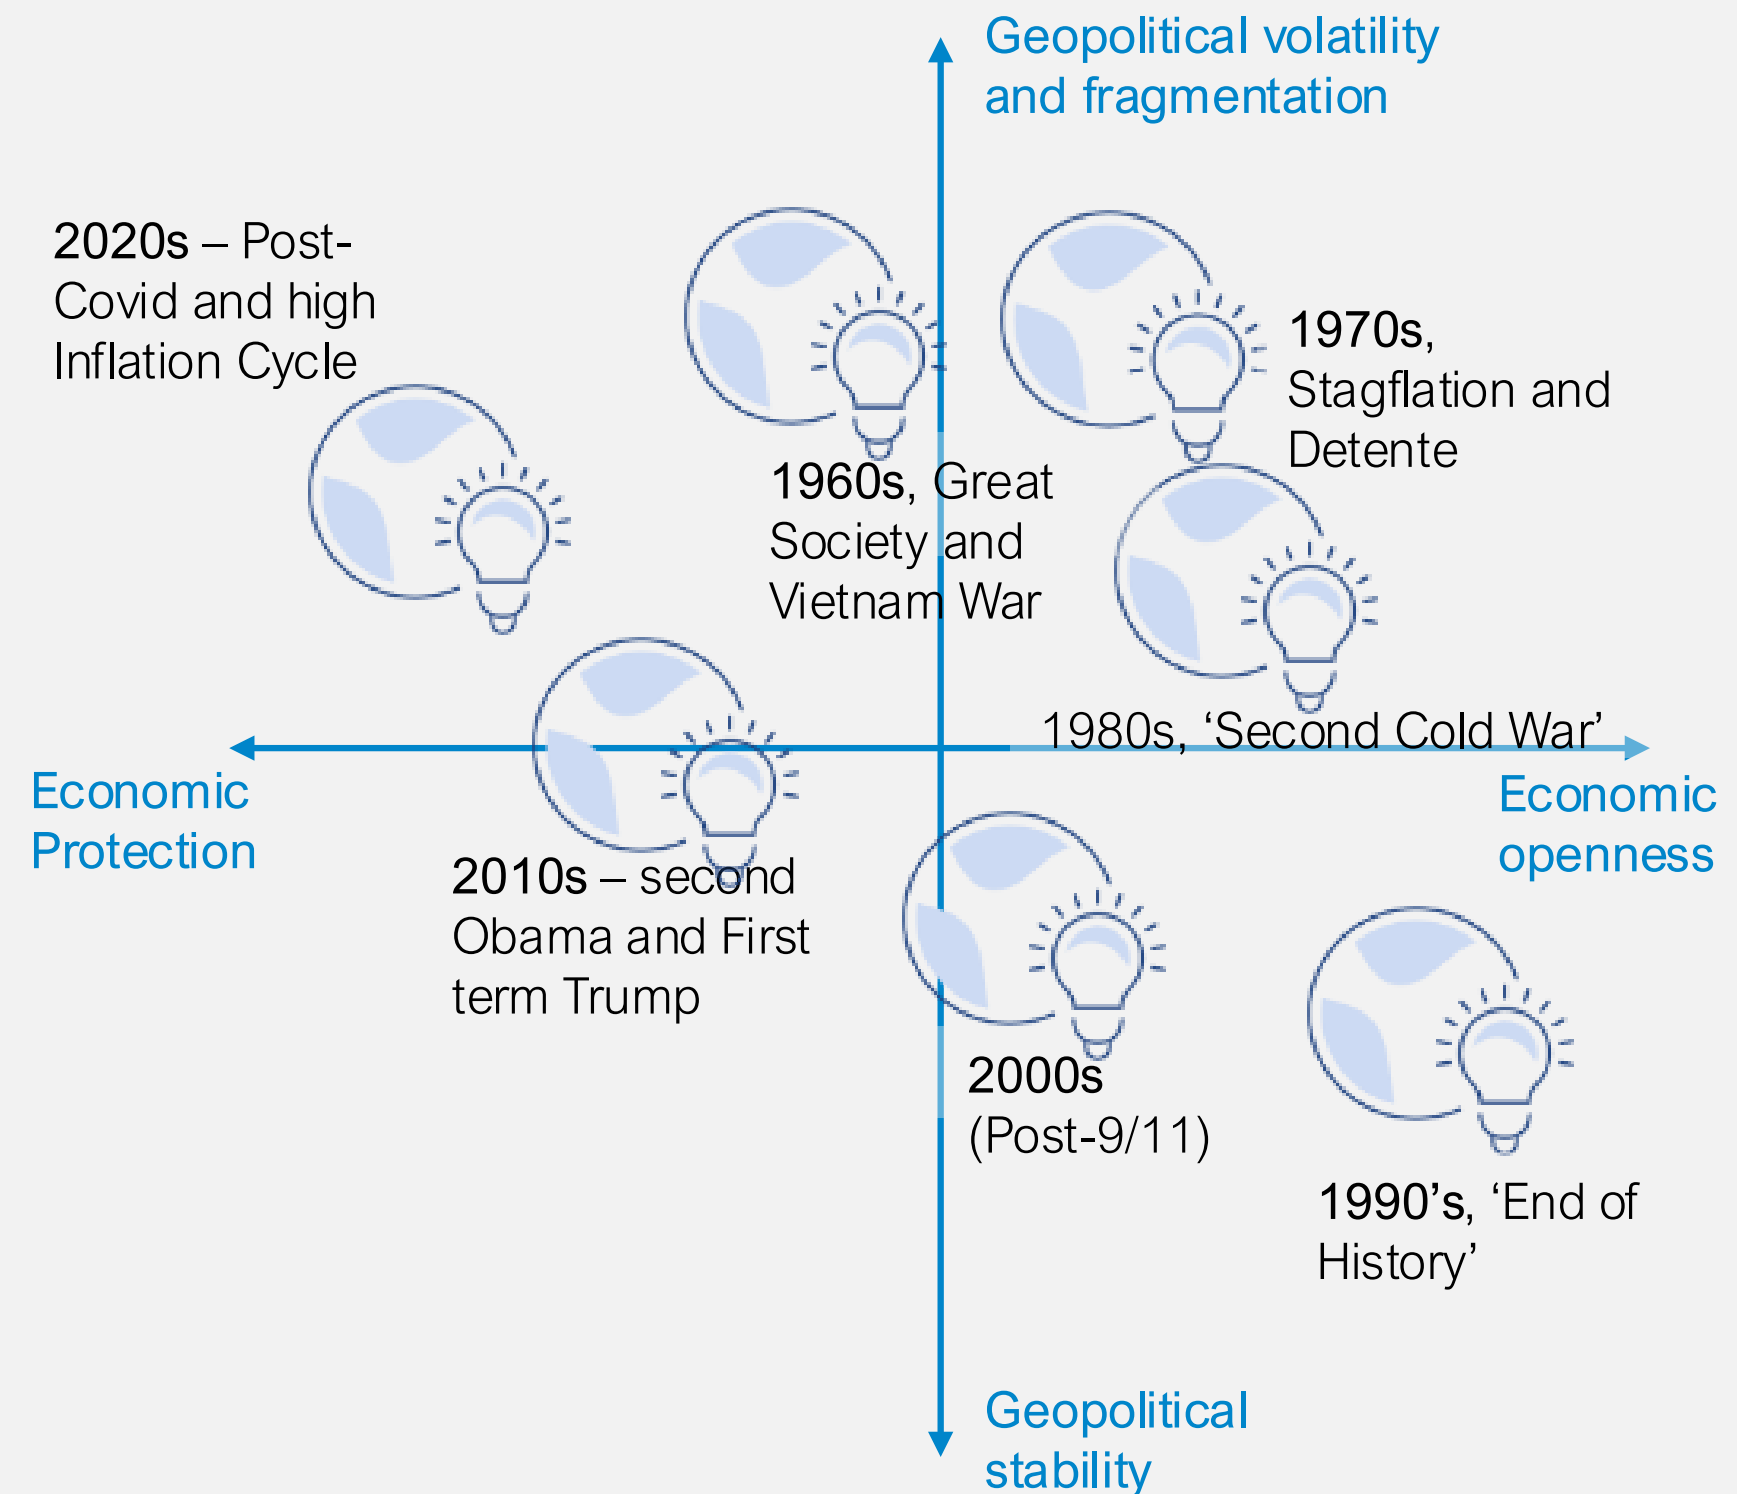 Geopolitical volatility
and fragmentation
2020s – Post-
Covid and high
Inflation Cycle
1970s,
Stagflation and
Detente
1960s, Great
Society and
Vietnam War
1980s, ‘Second Cold War’
Economic
Protection
Economic
openness
2010s – second
Obama and First
term Trump
2000s
(Post-9/11)
1990’s, ‘End of
History’
Geopolitical
stability